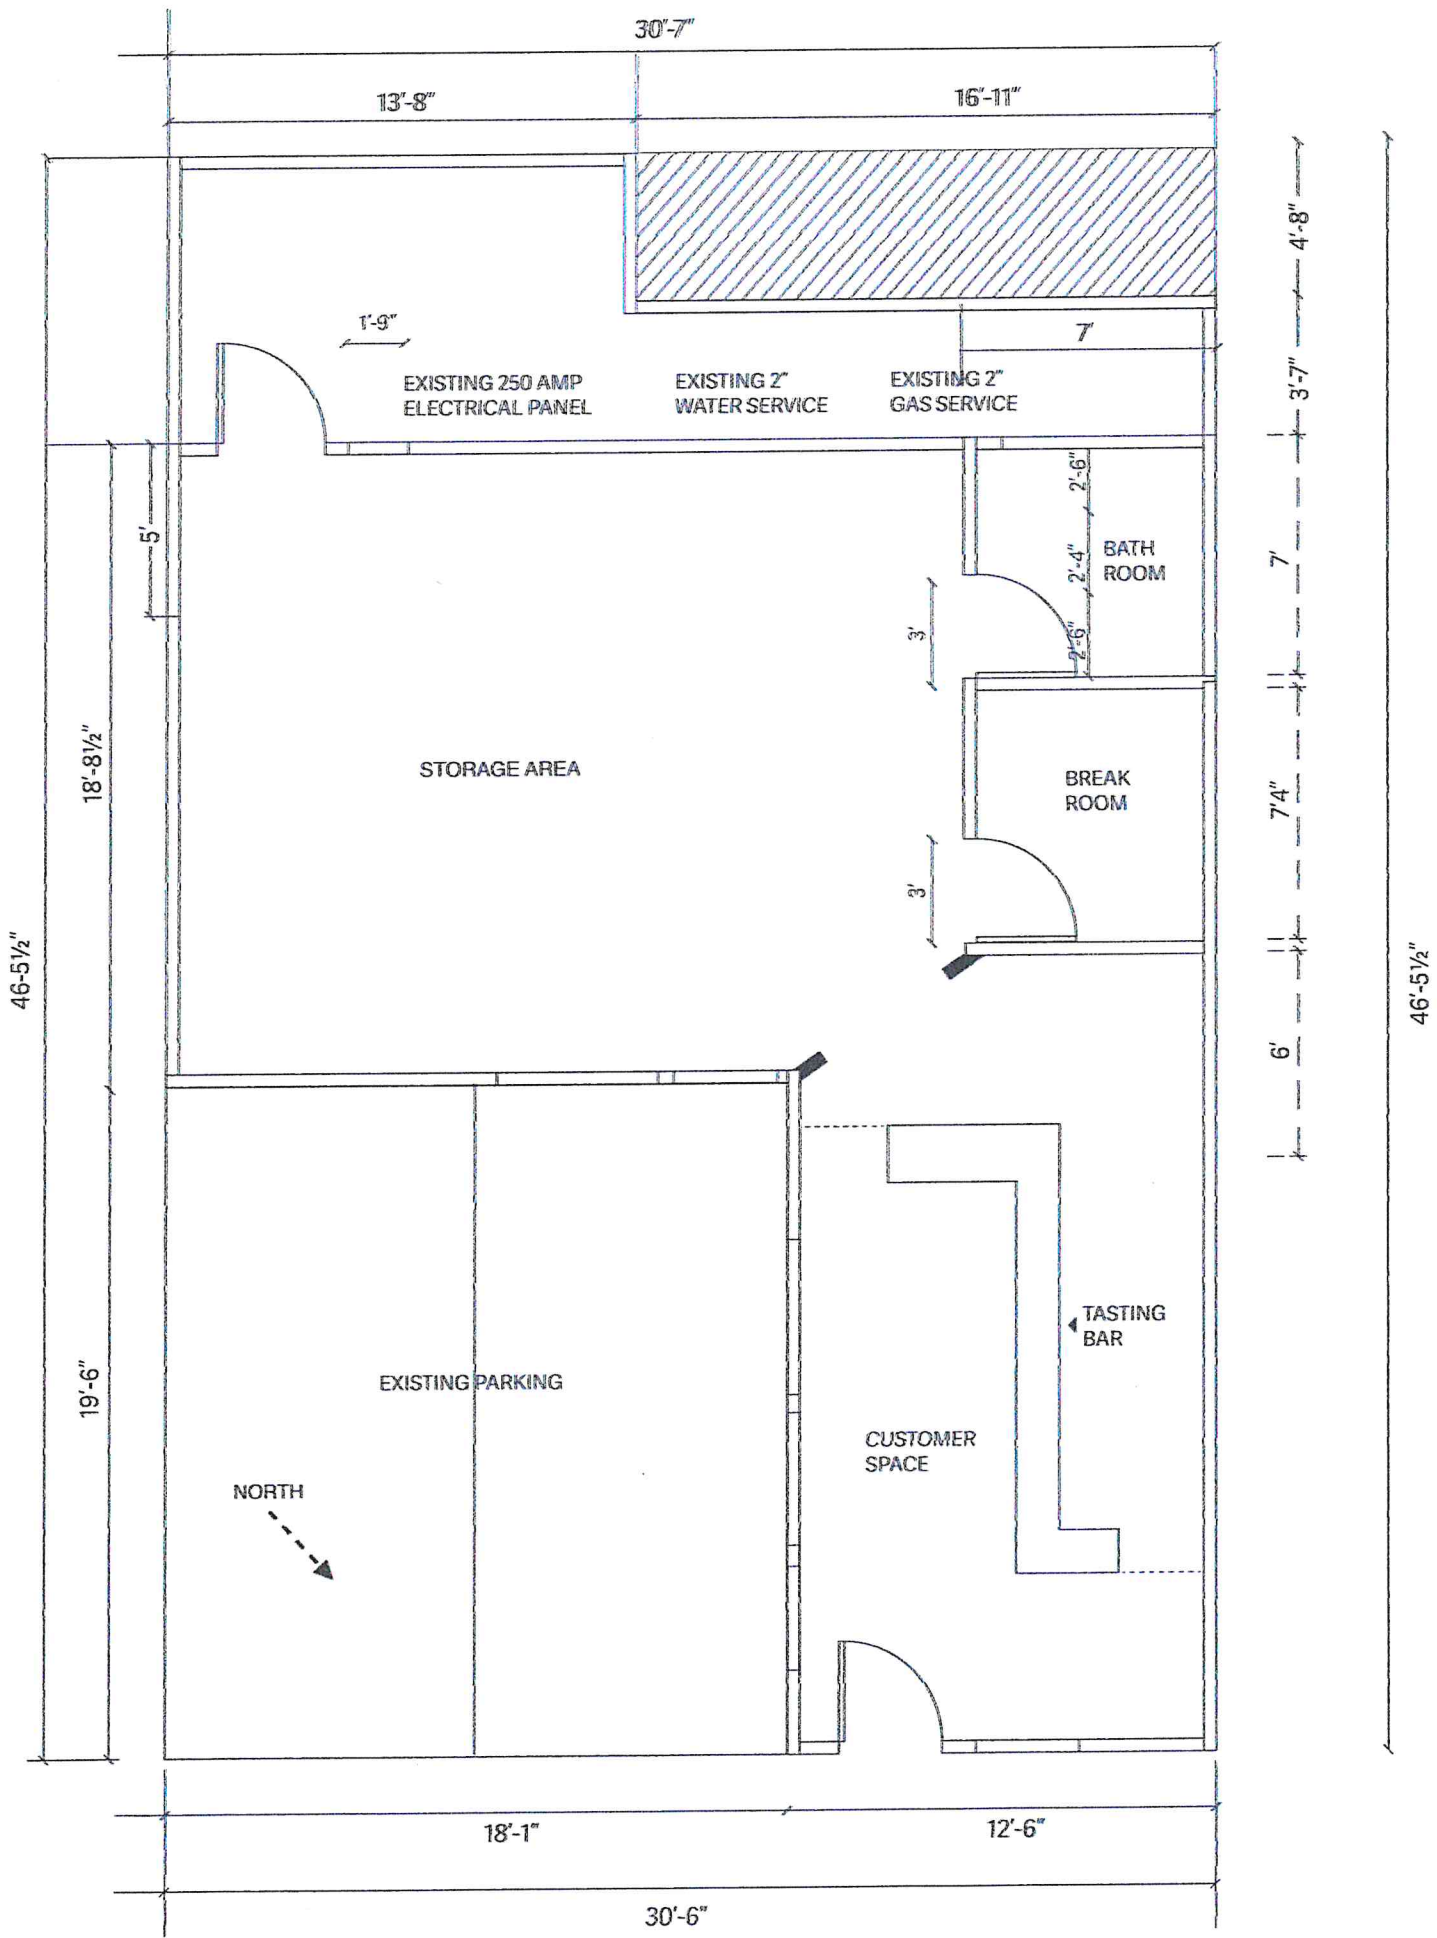 30'-7"
13'-8"
16'-11"
4'-8"
1'-9"
7'
3'-7"
EXISTING 250 AMP
ELECTRICAL PANEL
EXISTING 2"
WATER SERVICE
EXISTING 2"
GAS SERVICE
5'
2'-6"
2'-4"
2'-6"
BATH
ROOM
7'
3'
18'-8½"
STORAGE AREA
BREAK
ROOM
7'4"
3'
46-5½"
46'-5½"
6'
TASTING
BAR
19'-6"
EXISTING PARKING
CUSTOMER
SPACE
NORTH
18'-1"
12'-6"
30'-6"